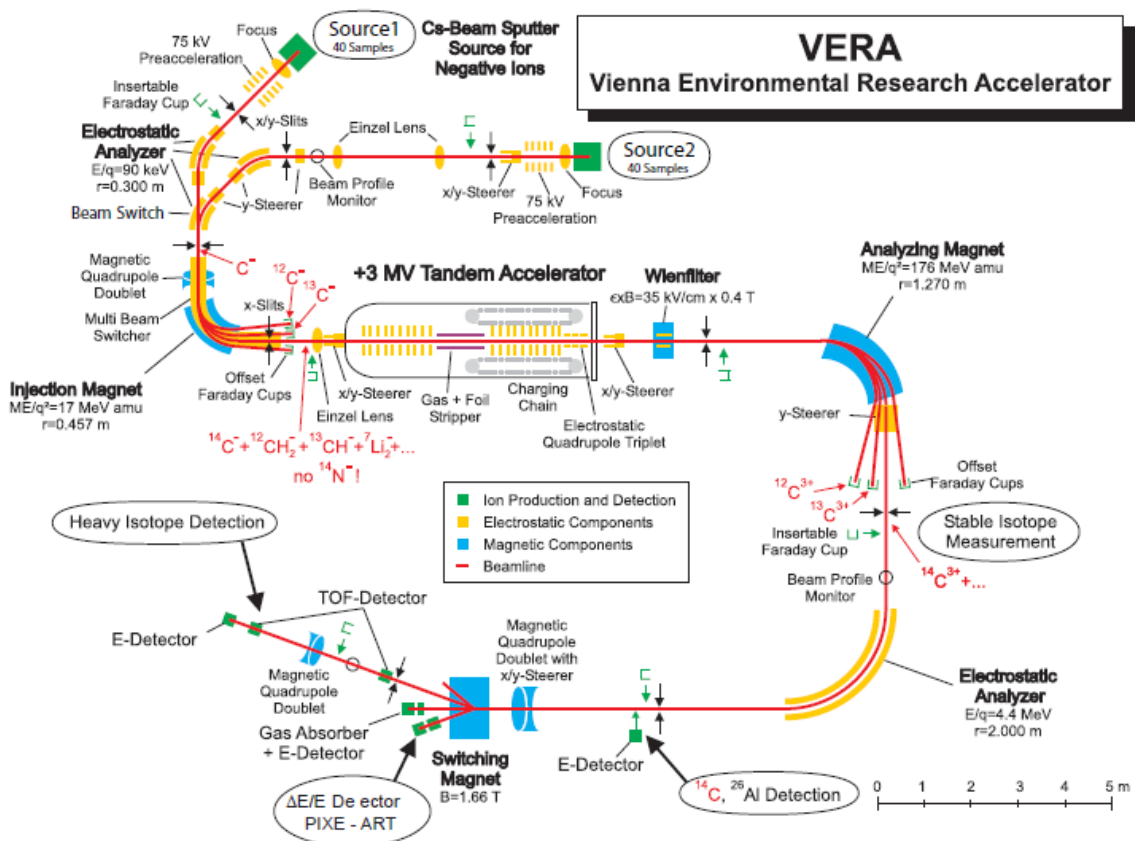 VERA
Vienna Environmental Research Accelerator
Source1
40 Samples
Cs-Beam Sputter
Source for
Negative Ions
Focus
75 kV
Preacceleration
Insertable
Faraday Cup
x/y-Slits
Electrostatic
Analyzer
E/q=90 keV
r=0.300 m
Einzel Lens
Source2
40 Samples
Beam Profile
Monitor
y-Steerer
x/y-Steerer
75 kV
Preacceleration
Focus
Beam Switch
Magnetic
Quadrupole
Doublet
C⁻
¹²C⁻
¹³C⁻
x-Slits
Multi Beam
Switcher
Injection Magnet
ME/q²=17 MeV amu
r=0.457 m
Offset
Faraday Cups
+3 MV Tandem Accelerator
x/y-Steerer
Einzel Lens
Gas + Foil
Stripper
Charging
Chain
Electrostatic
Quadrupole Triplet
x/y-Steerer
Wienfilter
ϵxB=35 kV/cm x 0.4 T
Analyzing Magnet
ME/q²=176 MeV amu
r=1.270 m
¹⁴C⁻+¹²CH₂⁻+¹³CH⁻+⁷Li₂⁻+...
no ¹⁴N⁻!
y-Steerer
¹²C³⁺
¹³C³⁺
Offset
Faraday Cups
Insertable
Faraday Cup
Stable Isotope
Measurement
¹⁴C³⁺+...
Beam Profile
Monitor
Ion Production and Detection
Electrostatic Components
Magnetic Components
Beamline
Heavy Isotope Detection
TOF-Detector
E-Detector
Magnetic
Quadrupole
Doublet
Magnetic
Quadrupole
Doublet with
x/y-Steerer
Gas Absorber
+ E-Detector
Switching
Magnet
B=1.66 T
ΔE/E De ector
PIXE - ART
E-Detector
¹⁴C, ²⁶Al Detection
Electrostatic
Analyzer
E/q=4.4 MeV
r=2.000 m
0 1 2 3 4 5 m